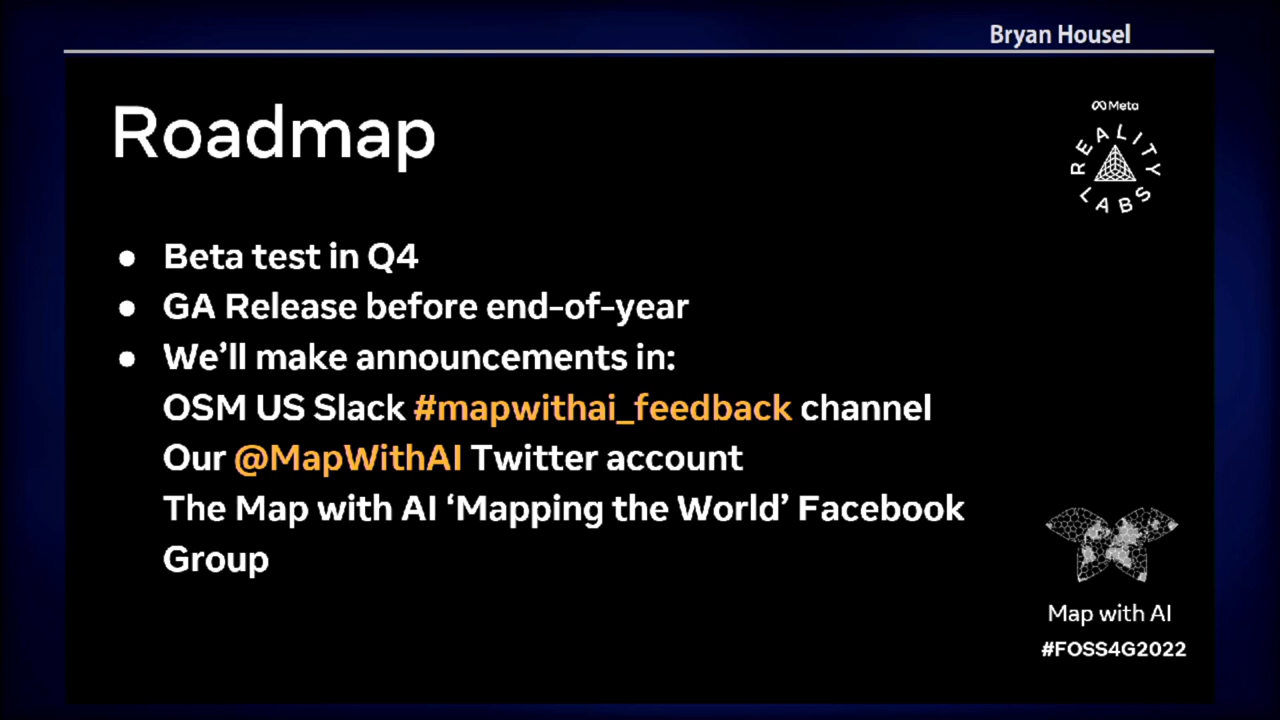 Bryan Housel
Roadmap
Meta
REALITY LABS
● Beta test in Q4
● GA Release before end-of-year
● We’ll make announcements in:
OSM US Slack #mapwithai_feedback channel
Our @MapWithAI Twitter account
The Map with AI ‘Mapping the World’ Facebook
Group
Map with AI
#FOSS4G2022